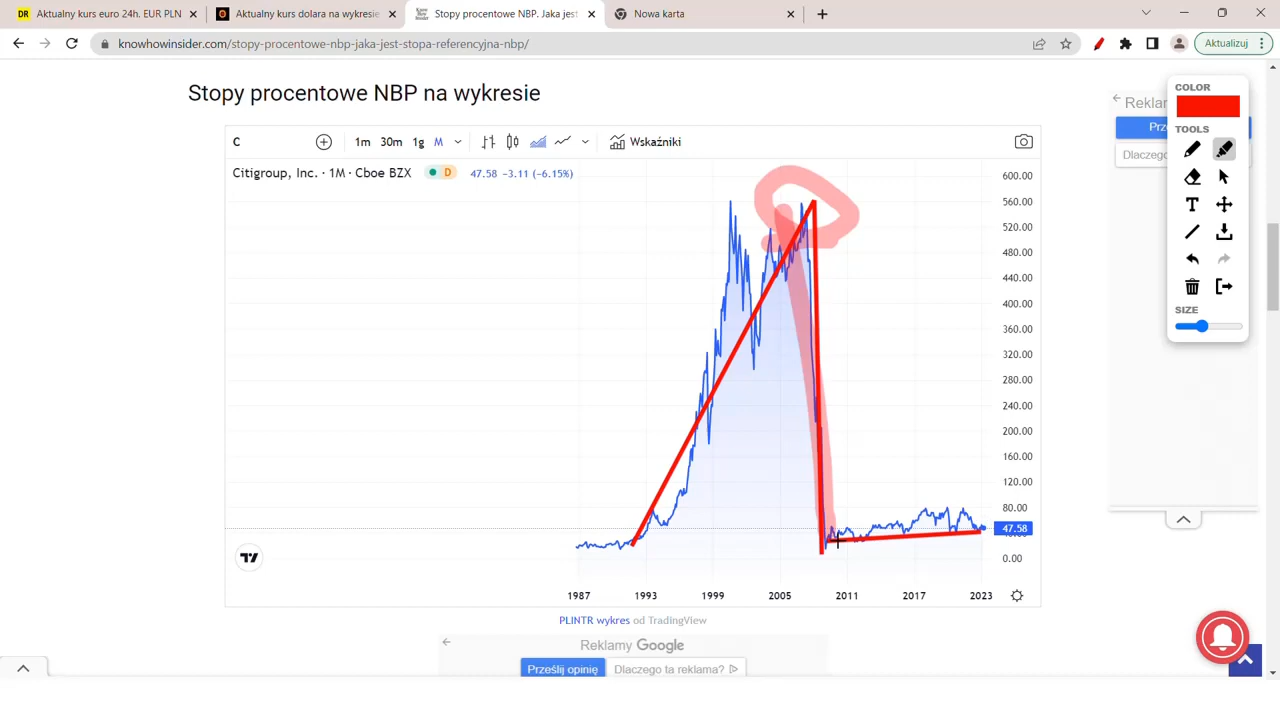 DR Aktualny kurs euro 24h. EUR PLN
Aktualny kurs dolara na wykresie
Stopy procentowe NBP. Jaka jest
Nowa karta
knowhowinsider.com/stopy-procentowe-nbp-jaka-jest-stopa-referencyjna-nbp/
Aktualizuj
Stopy procentowe NBP na wykresie
C
1m 30m 1g M
Wskaźniki
Citigroup, Inc. · 1M · Cboe BZX
D
47.58 −3.11 (−6.15%)
600.00
560.00
520.00
480.00
440.00
400.00
360.00
320.00
280.00
240.00
200.00
160.00
120.00
80.00
47.58
0.00
1987 1993 1999 2005 2011 2017 2023
PLINTR wykres od TradingView
Reklamy Google
Prześlij opinię
Dlaczego ta reklama?
COLOR
TOOLS
T
SIZE